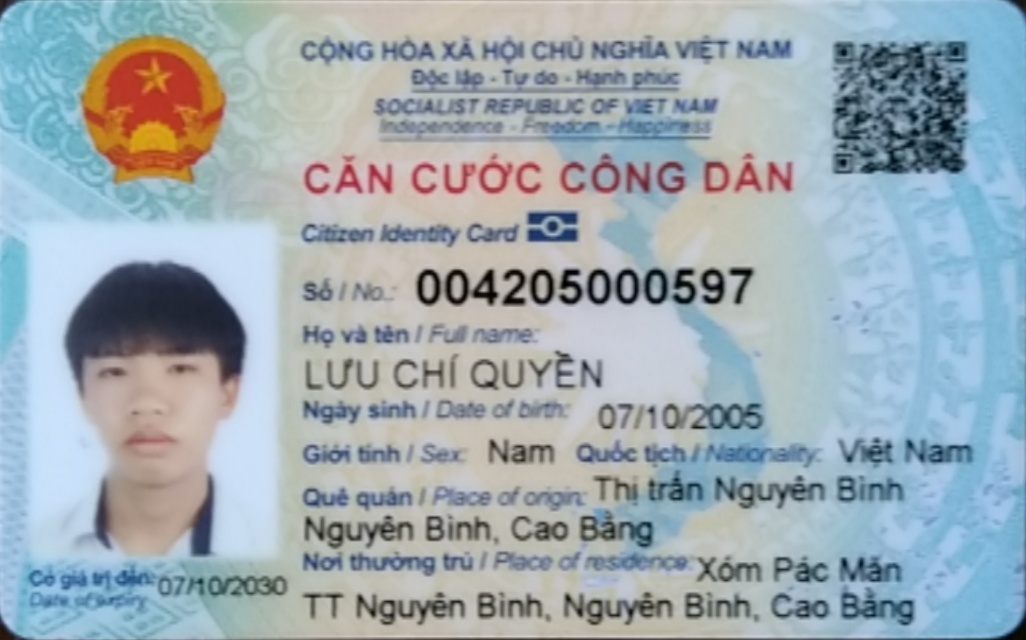 CỘNG HÒA XÃ HỘI CHỦ NGHĨA VIỆT NAM
Độc lập - Tự do - Hạnh phúc
SOCIALIST REPUBLIC OF VIET NAM
Independence - Freedom - Happiness
CĂN CƯỚC CÔNG DÂN
Citizen Identity Card
Số / No.: 004205000597
Họ và tên / Full name:
LƯU CHÍ QUYỀN
Ngày sinh / Date of birth: 07/10/2005
Giới tính / Sex: Nam Quốc tịch / Nationality: Việt Nam
Quê quán / Place of origin: Thị trấn Nguyên Bình
Nguyên Bình, Cao Bằng
Nơi thường trú / Place of residence: Xóm Pác Măn
TT Nguyên Bình, Nguyên Bình, Cao Bằng
Có giá trị đến: 07/10/2030
Date of expiry